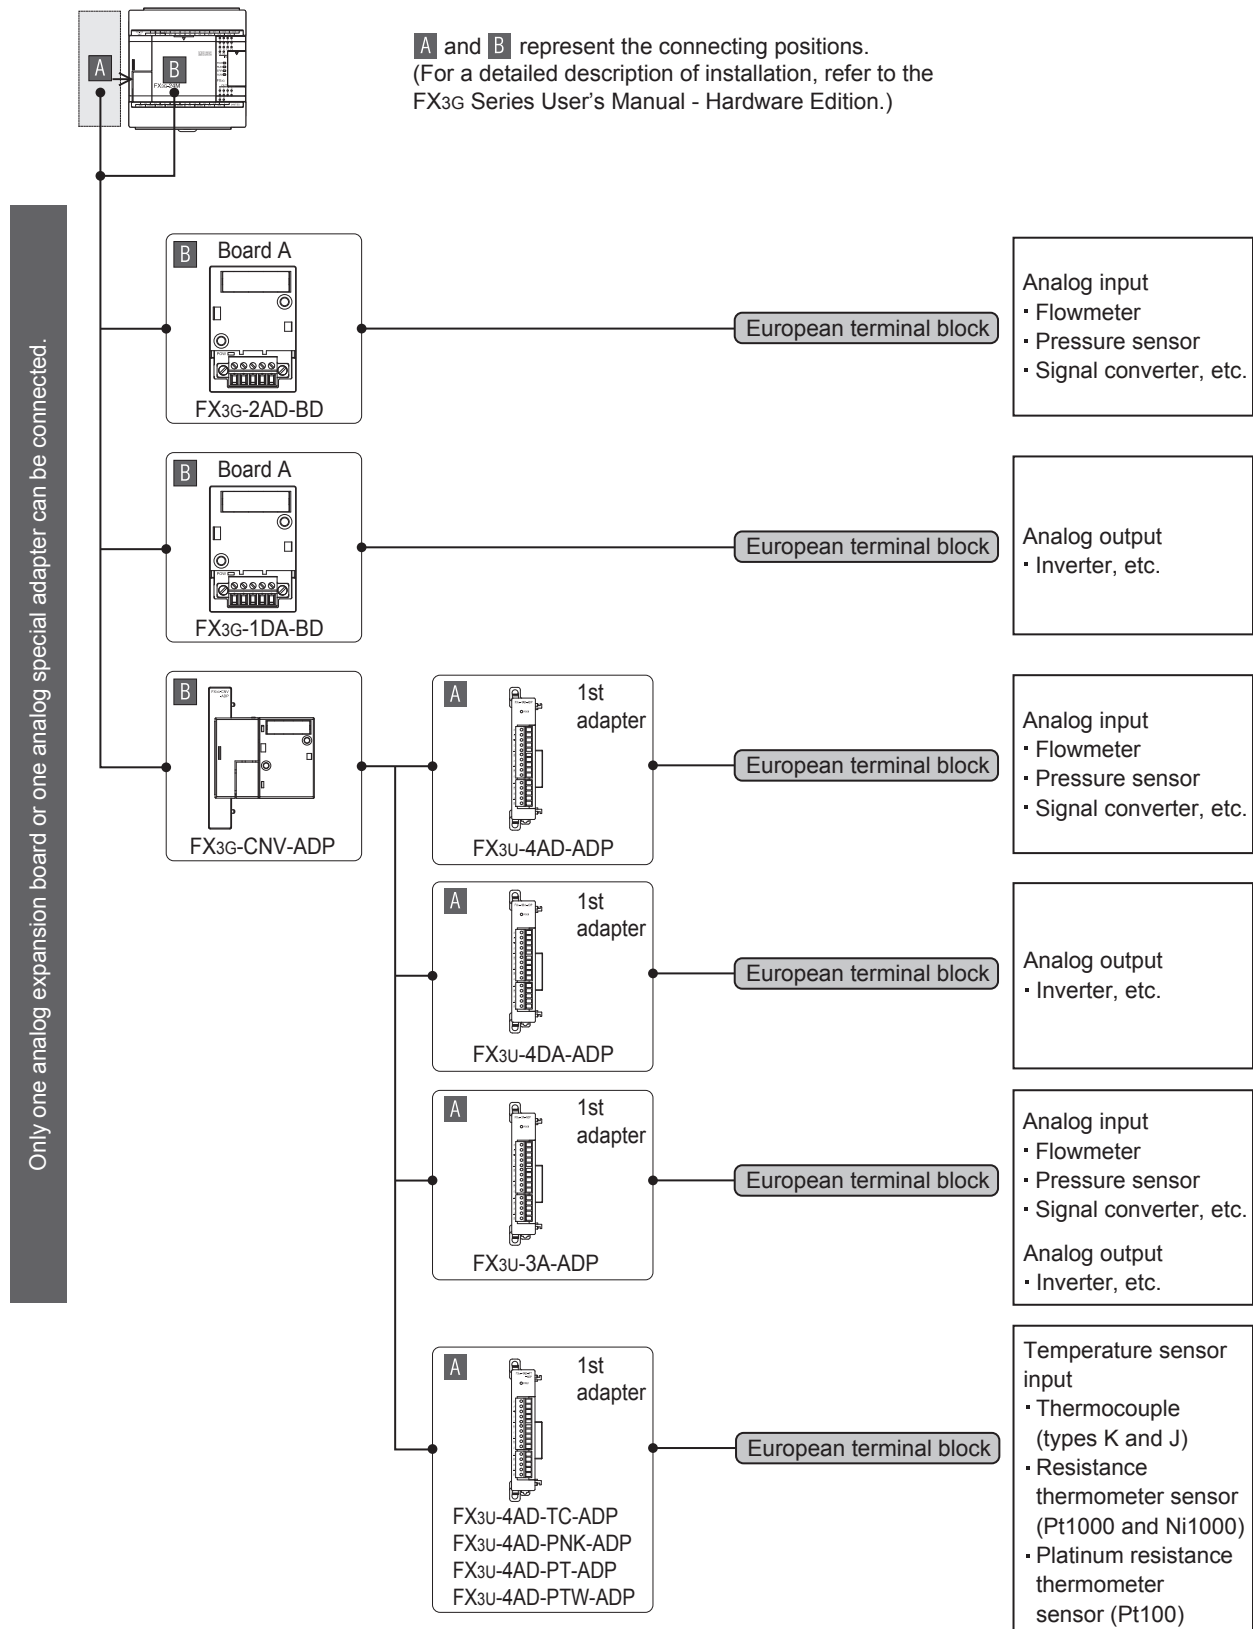 A
B
FX3G-24M
A and B represent the connecting positions.
(For a detailed description of installation, refer to the
FX3G Series User's Manual - Hardware Edition.)
Only one analog expansion board or one analog special adapter can be connected.
B Board A
POW
FX3G-2AD-BD
European terminal block
Analog input
· Flowmeter
· Pressure sensor
· Signal converter, etc.
B Board A
POW
FX3G-1DA-BD
European terminal block
Analog output
· Inverter, etc.
B
FX3G-CNV-ADP
A 1st
adapter
FX3U-4AD-ADP
European terminal block
Analog input
· Flowmeter
· Pressure sensor
· Signal converter, etc.
A 1st
adapter
FX3U-4DA-ADP
European terminal block
Analog output
· Inverter, etc.
A 1st
adapter
FX3U-3A-ADP
European terminal block
Analog input
· Flowmeter
· Pressure sensor
· Signal converter, etc.
Analog output
· Inverter, etc.
A 1st
adapter
FX3U-4AD-TC-ADP
FX3U-4AD-PNK-ADP
FX3U-4AD-PT-ADP
FX3U-4AD-PTW-ADP
European terminal block
Temperature sensor
input
· Thermocouple
(types K and J)
· Resistance
thermometer sensor
(Pt1000 and Ni1000)
· Platinum resistance
thermometer
sensor (Pt100)